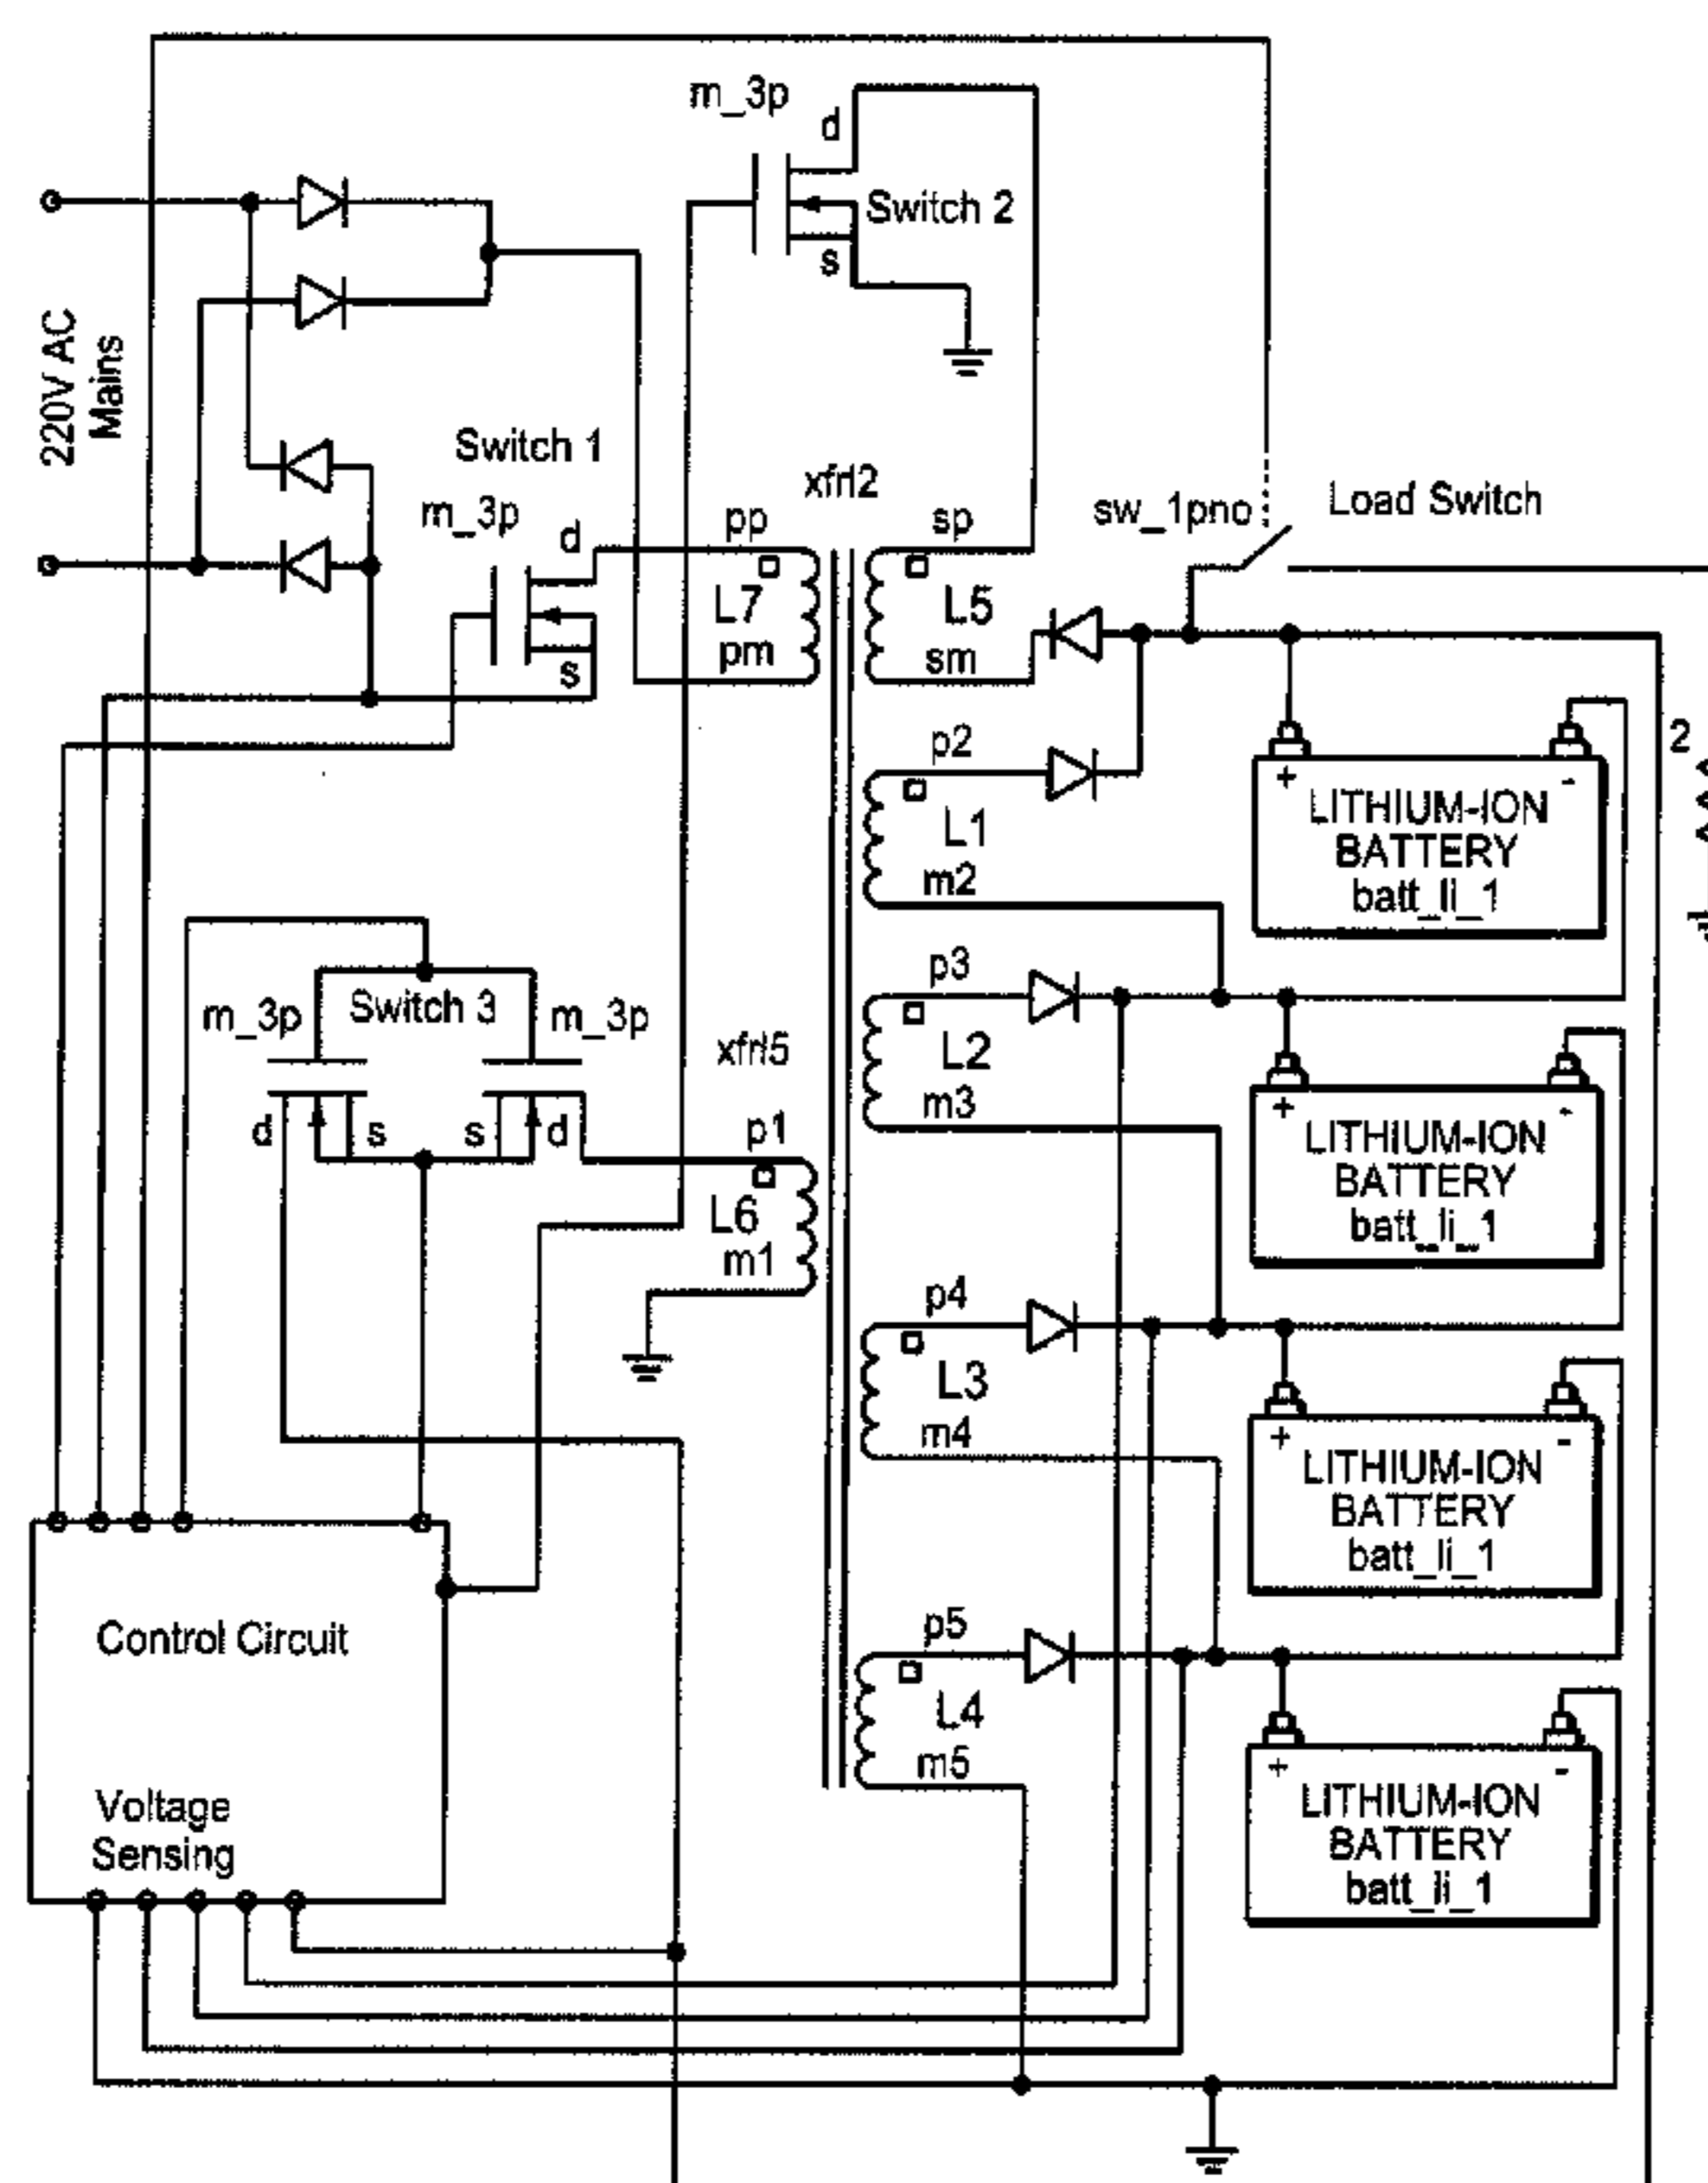 m_3p
d
Switch 2
s
220V AC
Mains
Switch 1
m_3p
d
s
xfrl2
pp
L7
pm
sp
L5
sm
sw_1pno
Load Switch
2
p2
L1
m2
+
-
LITHIUM-ION
BATTERY
batt_li_1
m_3p
Switch 3
m_3p
d
s
s
d
xfrl5
p1
L6
m1
p3
L2
m3
+
-
LITHIUM-ION
BATTERY
batt_li_1
p4
L3
m4
+
-
LITHIUM-ION
BATTERY
batt_li_1
p5
L4
m5
+
-
LITHIUM-ION
BATTERY
batt_li_1
Control Circuit
Voltage
Sensing